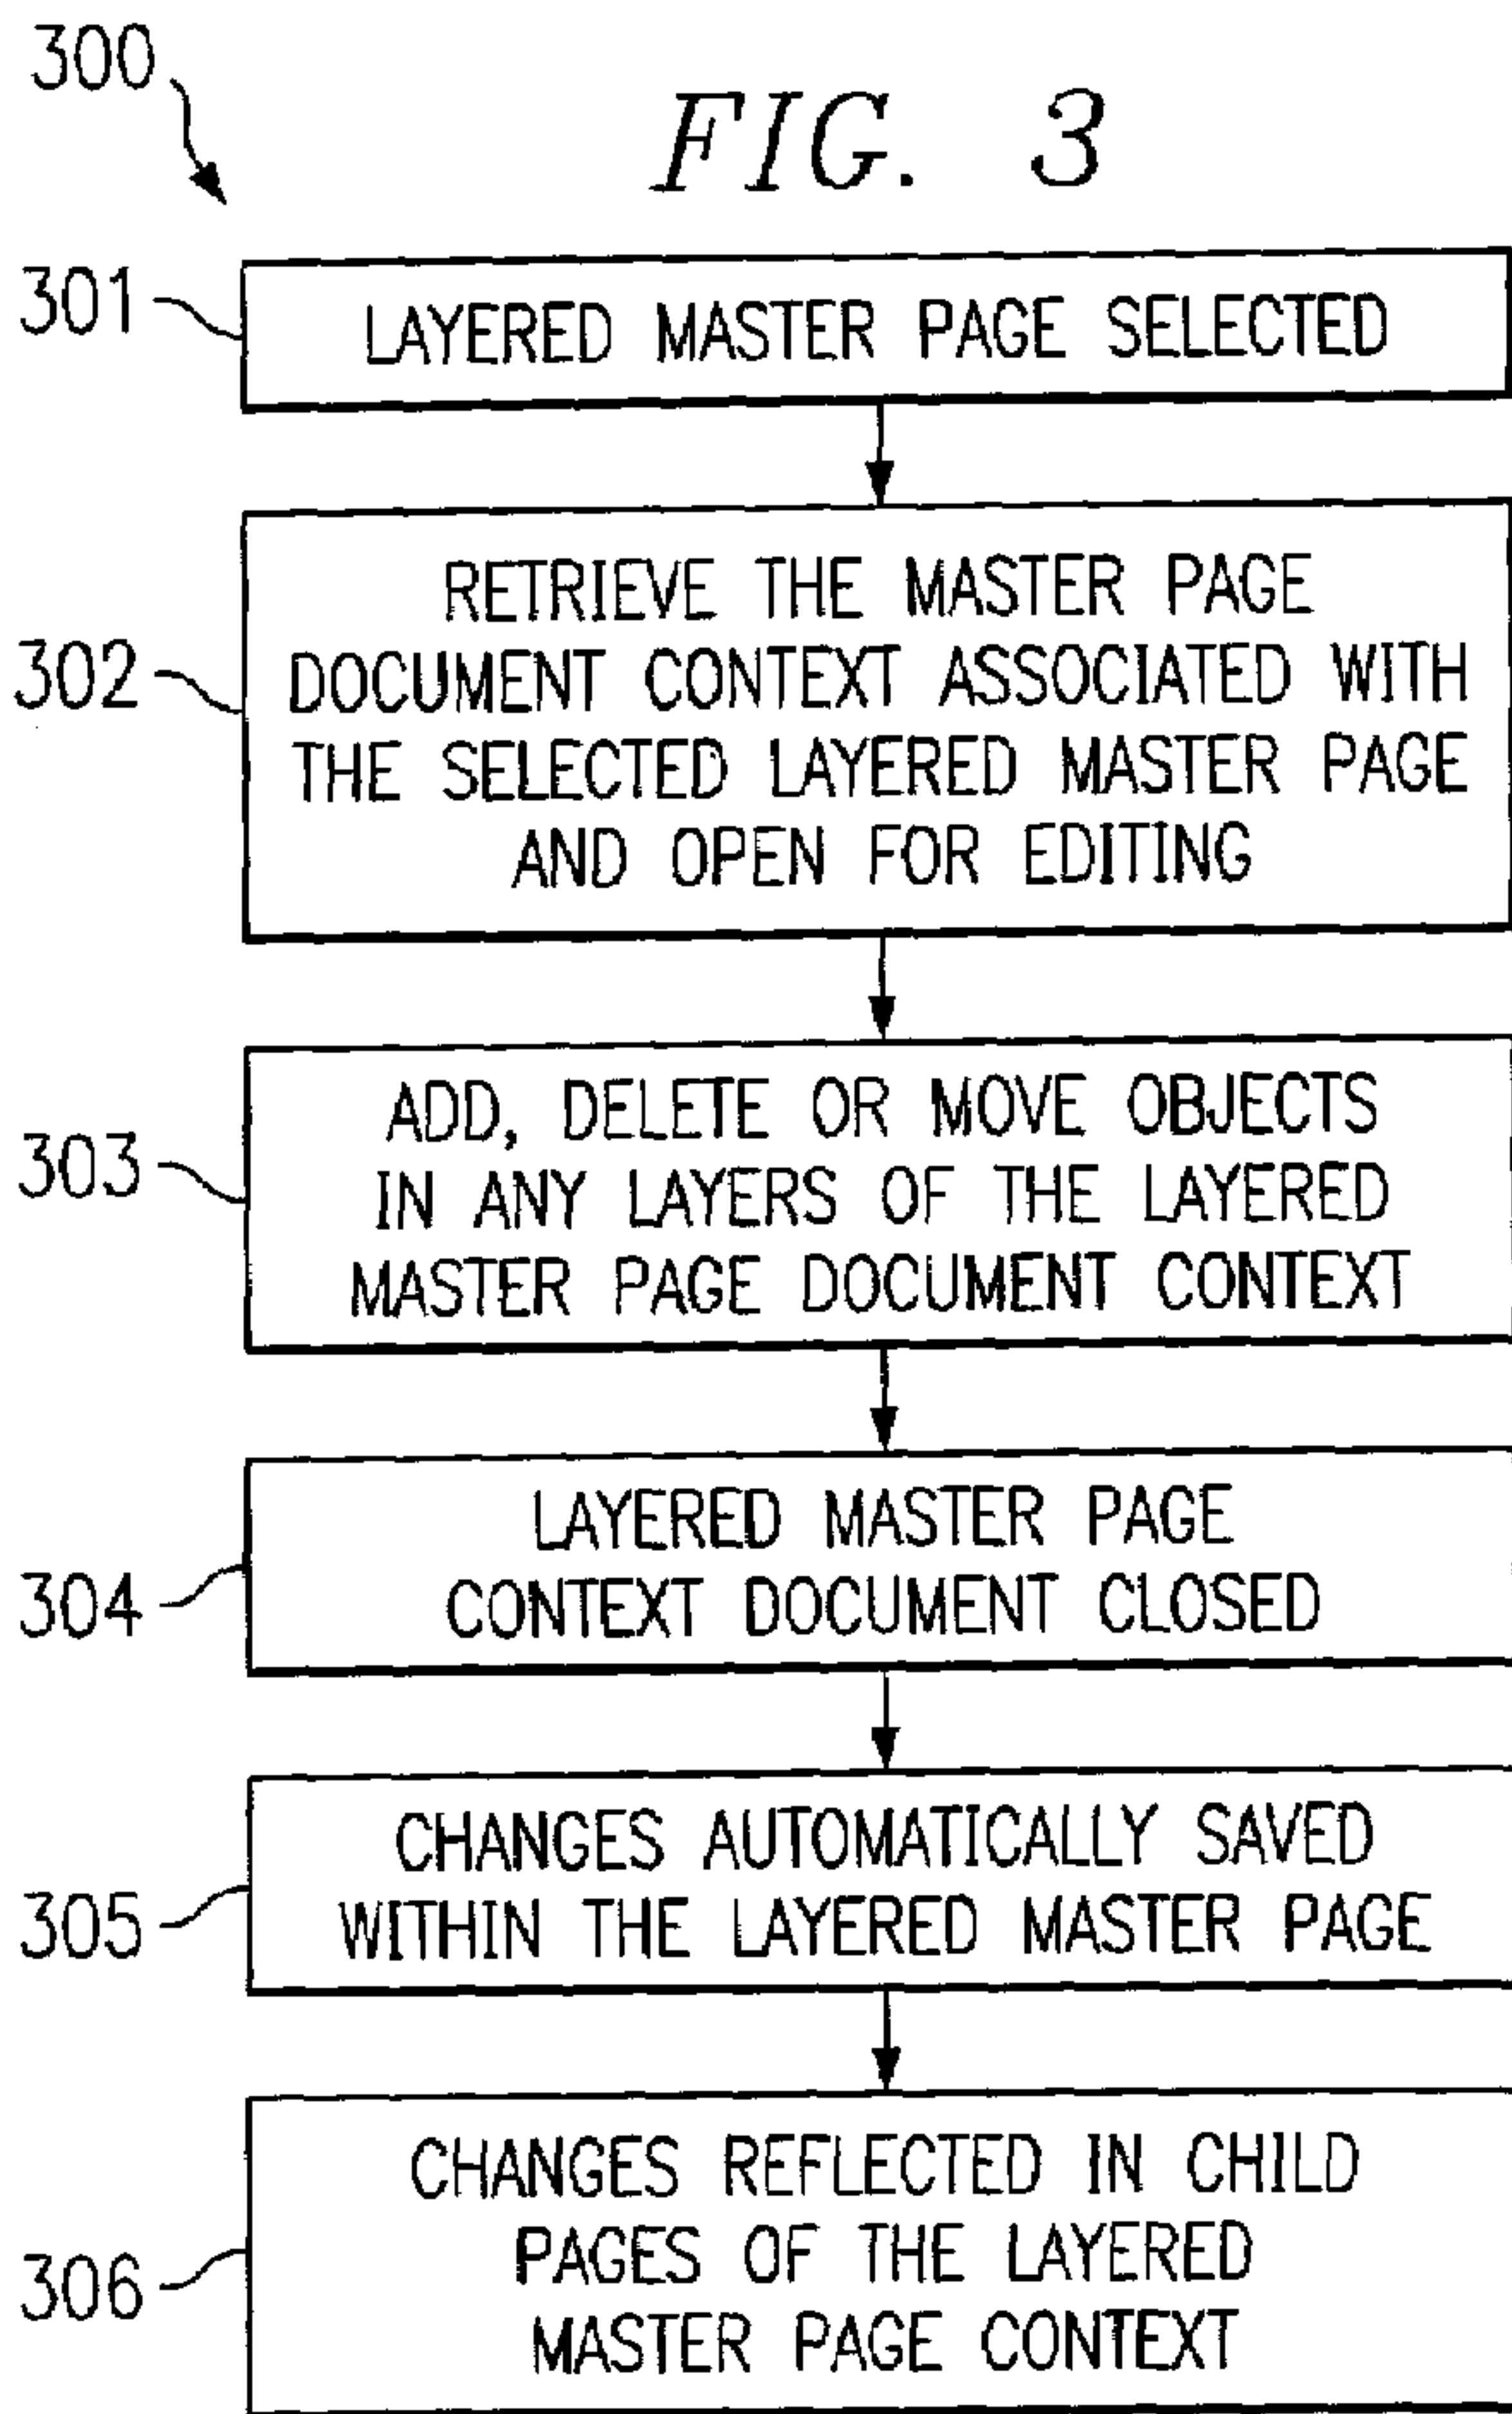 300
FIG. 3
301
LAYERED MASTER PAGE SELECTED
302
RETRIEVE THE MASTER PAGE
DOCUMENT CONTEXT ASSOCIATED WITH
THE SELECTED LAYERED MASTER PAGE
AND OPEN FOR EDITING
303
ADD, DELETE OR MOVE OBJECTS
IN ANY LAYERS OF THE LAYERED
MASTER PAGE DOCUMENT CONTEXT
304
LAYERED MASTER PAGE
CONTEXT DOCUMENT CLOSED
305
CHANGES AUTOMATICALLY SAVED
WITHIN THE LAYERED MASTER PAGE
306
CHANGES REFLECTED IN CHILD
PAGES OF THE LAYERED
MASTER PAGE CONTEXT